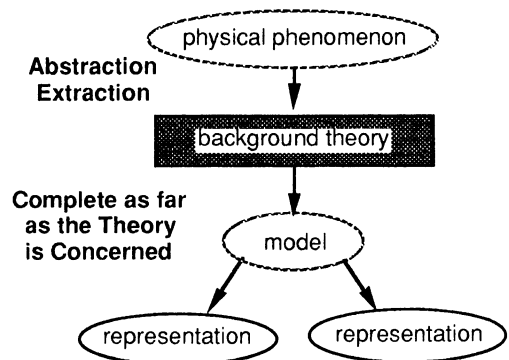 physical phenomenon
Abstraction
Extraction
background theory
Complete as far
as the Theory
is Concerned
model
representation
representation